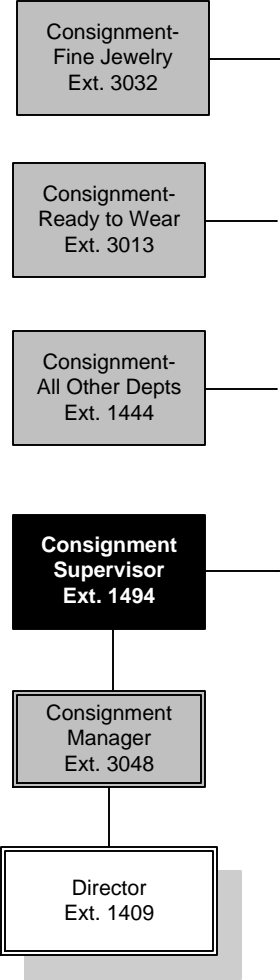 Consignment-
Fine Jewelry
Ext. 3032
Consignment-
Ready to Wear
Ext. 3013
Consignment-
All Other Depts
Ext. 1444
Consignment
Supervisor
Ext. 1494
Consignment
Manager
Ext. 3048
Director
Ext. 1409